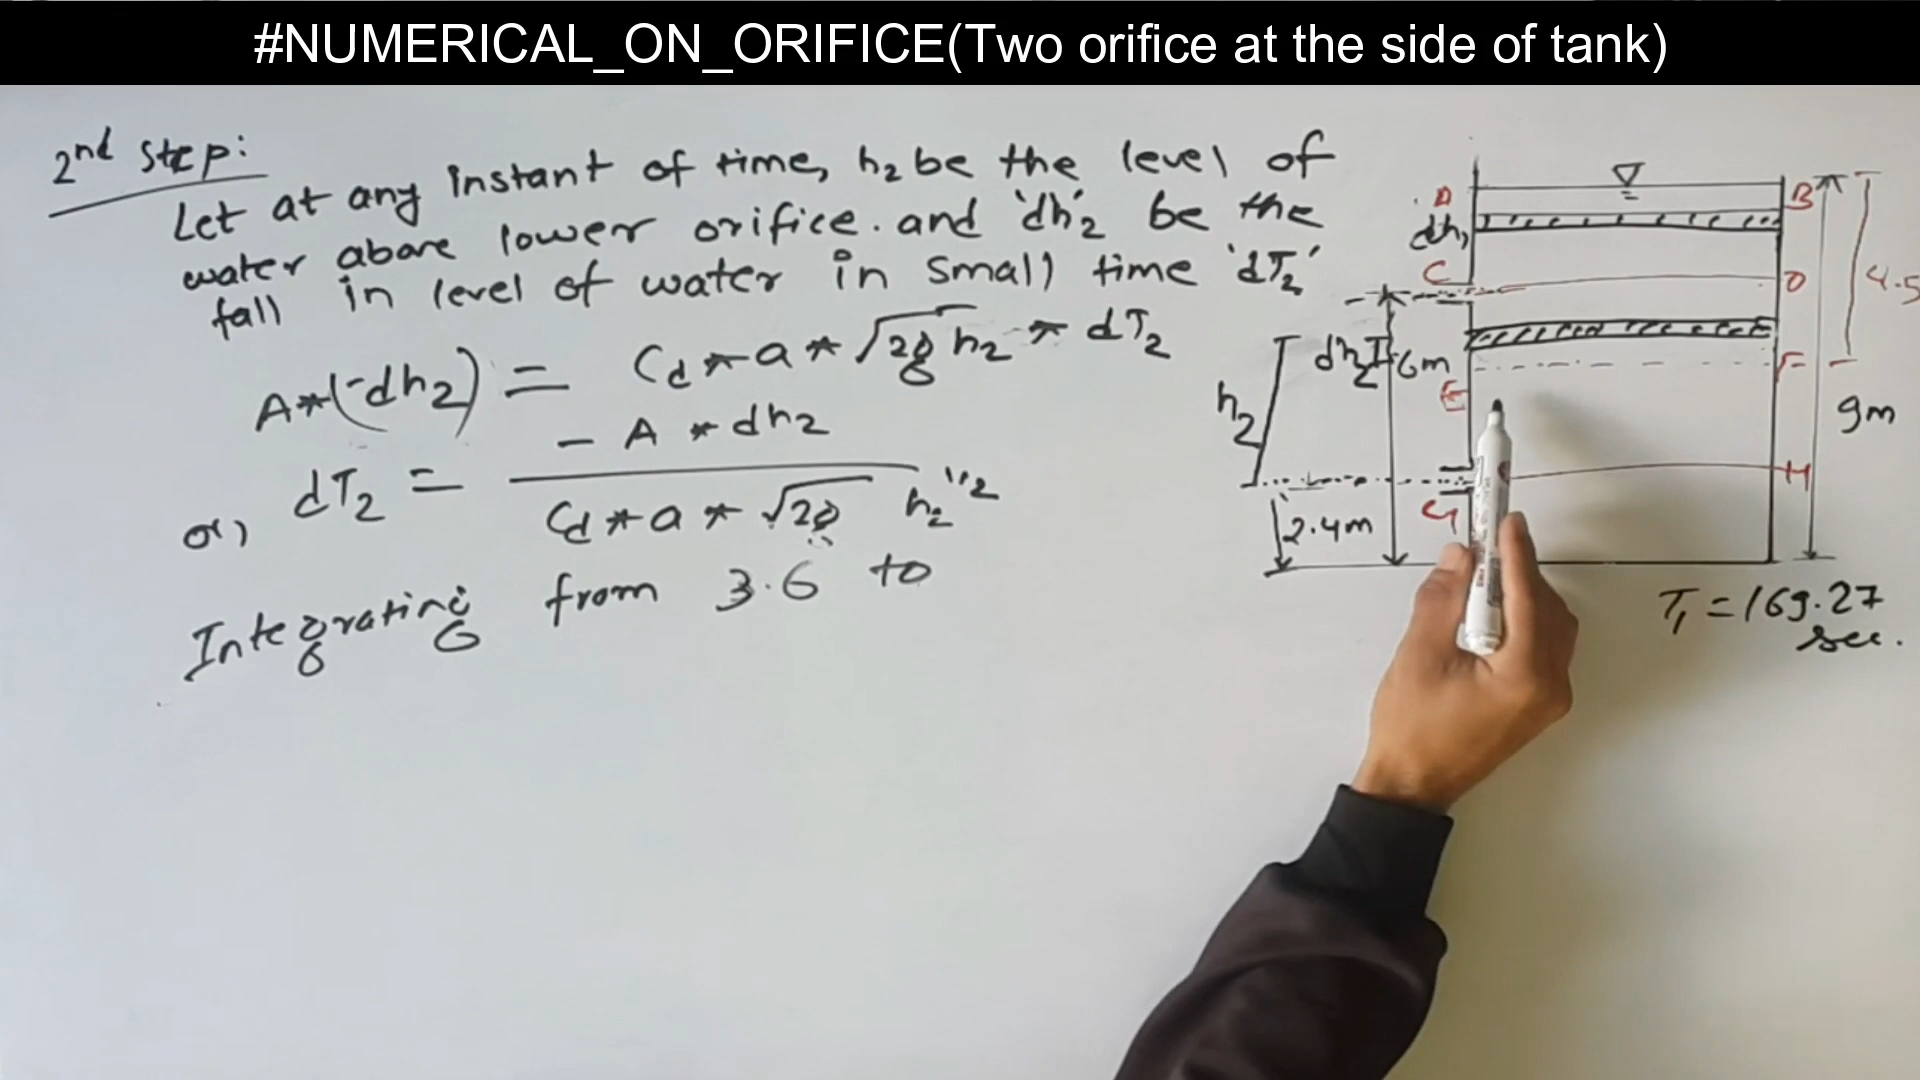 #NUMERICAL_ON_ORIFICE(Two orifice at the side of tank)
2nd Step:
Let at any instant of time, h2 be the level of
water above lower orifice. and 'dh2' be the
fall in level of water in small time 'dT2'
A*(-dh2) = Cd*a*√2g h2 * dT2
or, dT2 = - A * dh2 / Cd*a*√2g h2^1/2
Integrating from 3.6 to
A
B
dh1
C
D
4.5
dh2
6m
F
E
h2
9m
H
G
2.4m
T1 = 169.27
sec.